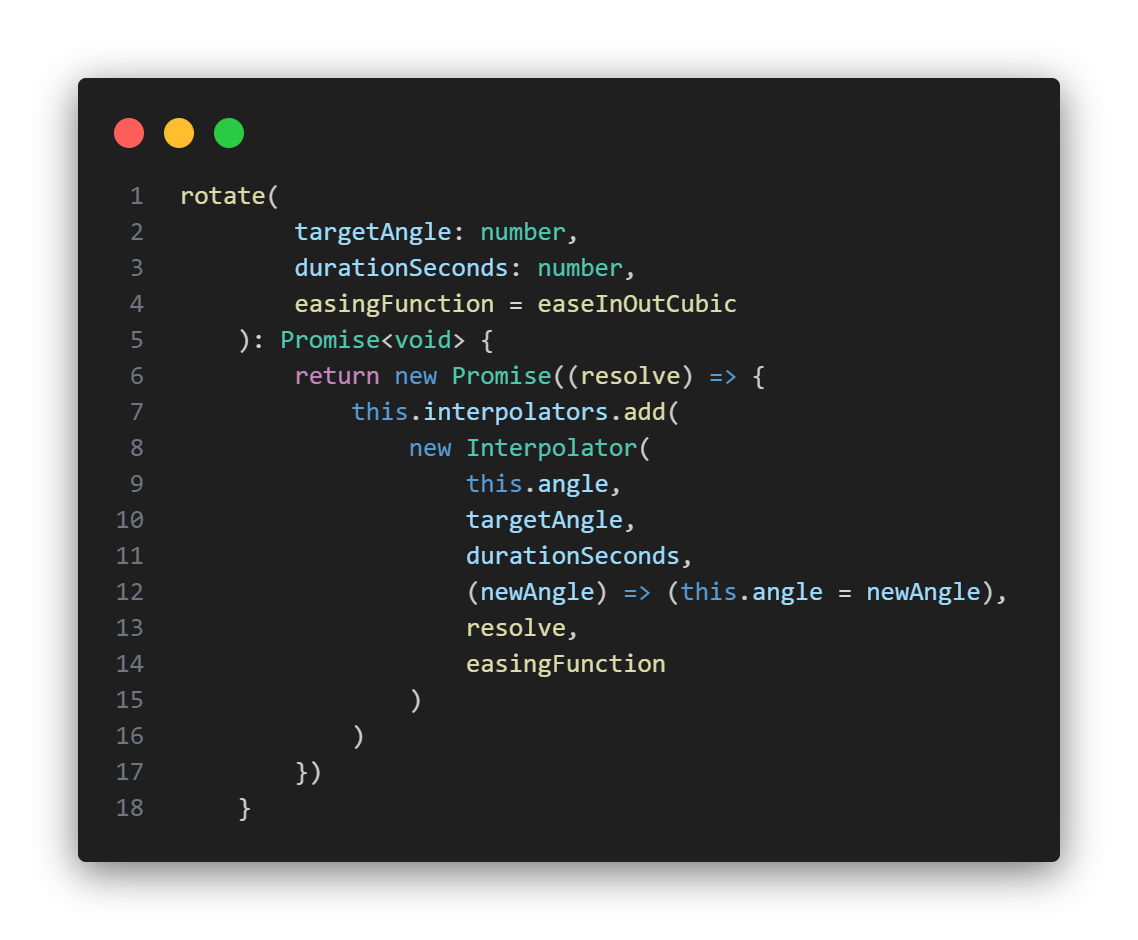 1 rotate(
2         targetAngle: number,
3         durationSeconds: number,
4         easingFunction = easeInOutCubic
5     ): Promise<void> {
6         return new Promise((resolve) => {
7             this.interpolators.add(
8                 new Interpolator(
9                     this.angle,
10                     targetAngle,
11                     durationSeconds,
12                     (newAngle) => (this.angle = newAngle),
13                     resolve,
14                     easingFunction
15                 )
16             )
17         })
18     }